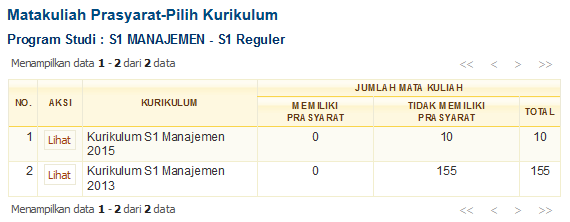 Matakuliah Prasyarat-Pilih Kurikulum
Program Studi : S1 MANAJEMEN - S1 Reguler
Menampilkan data 1 - 2 dari 2 data << < > >>
NO. AKSI KURIKULUM JUMLAH MATA KULIAH
MEMILIKI PRASYARAT TIDAK MEMILIKI PRASYARAT TOTAL
1 Lihat Kurikulum S1 Manajemen 2015 0 10 10
2 Lihat Kurikulum S1 Manajemen 2013 0 155 155
Menampilkan data 1 - 2 dari 2 data << < > >>